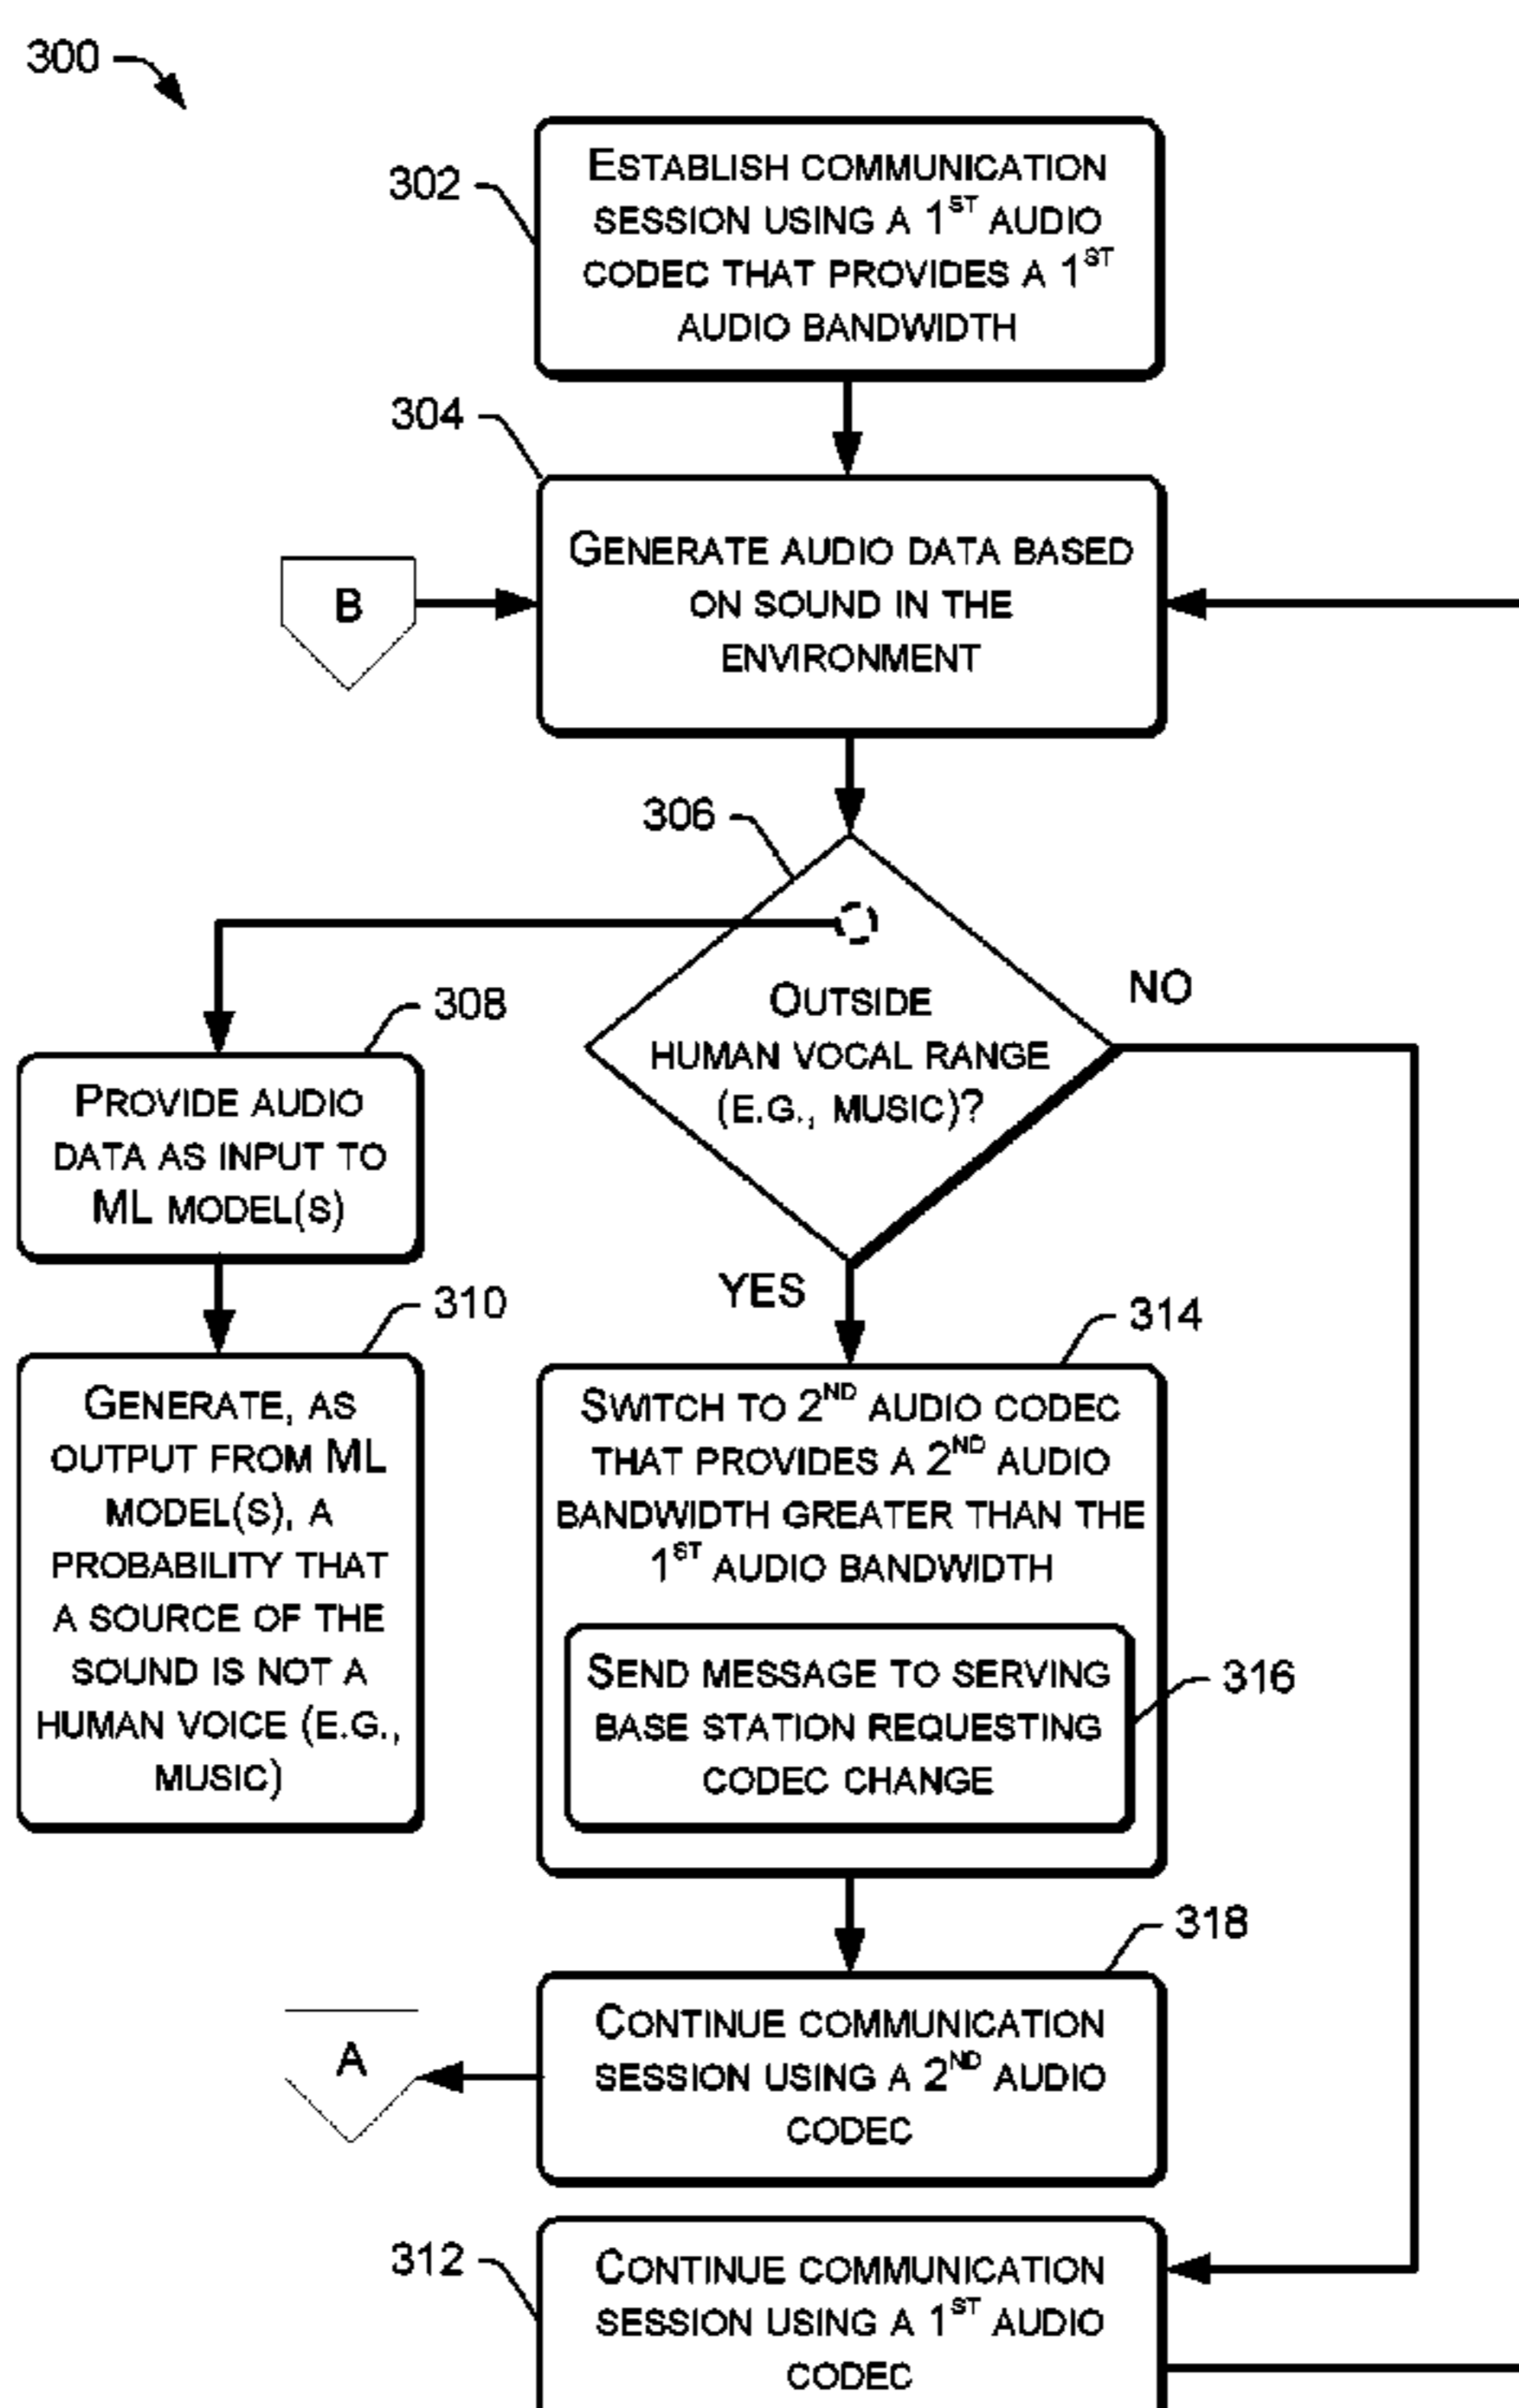 300
302
ESTABLISH COMMUNICATION
SESSION USING A 1ST AUDIO
CODEC THAT PROVIDES A 1ST
AUDIO BANDWIDTH
304
GENERATE AUDIO DATA BASED
ON SOUND IN THE
ENVIRONMENT
B
306
OUTSIDE
HUMAN VOCAL RANGE
(E.G., MUSIC)?
NO
YES
308
PROVIDE AUDIO
DATA AS INPUT TO
ML MODEL(S)
310
GENERATE, AS
OUTPUT FROM ML
MODEL(S), A
PROBABILITY THAT
A SOURCE OF THE
SOUND IS NOT A
HUMAN VOICE (E.G.,
MUSIC)
314
SWITCH TO 2ND AUDIO CODEC
THAT PROVIDES A 2ND AUDIO
BANDWIDTH GREATER THAN THE
1ST AUDIO BANDWIDTH
SEND MESSAGE TO SERVING
BASE STATION REQUESTING
CODEC CHANGE
316
318
CONTINUE COMMUNICATION
SESSION USING A 2ND AUDIO
CODEC
A
312
CONTINUE COMMUNICATION
SESSION USING A 1ST AUDIO
CODEC